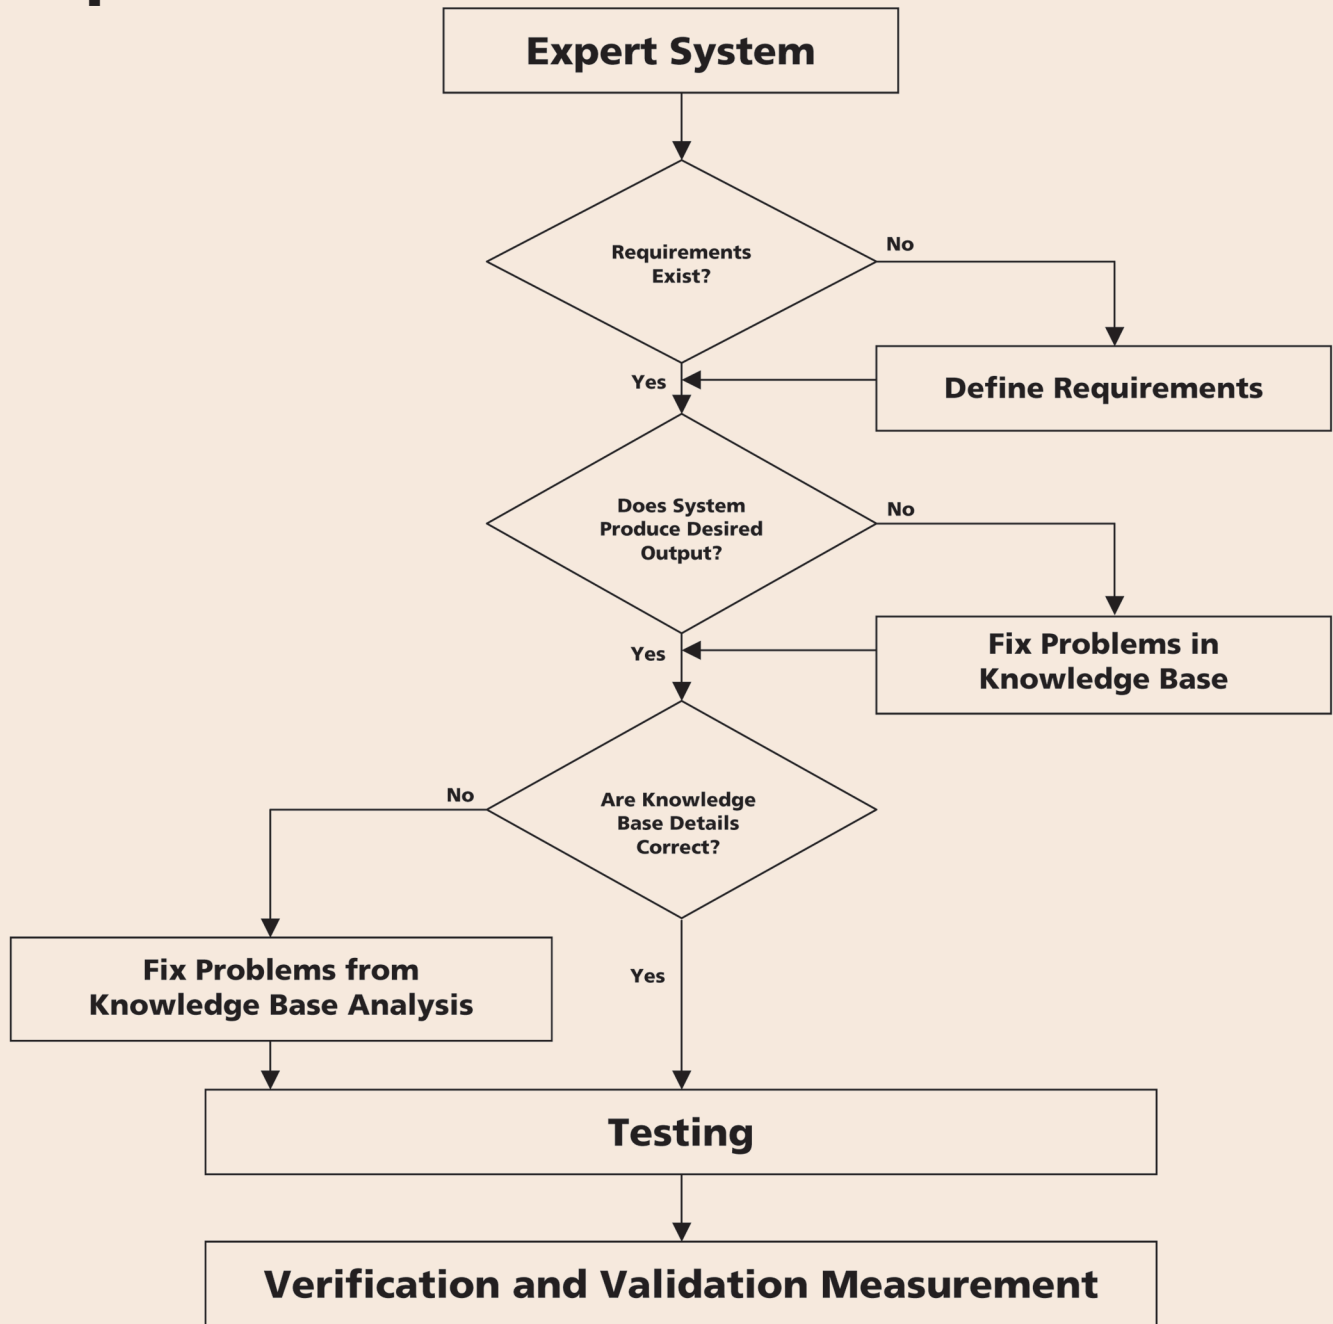 Expert System
Requirements
Exist?
No
Yes
Define Requirements
Does System
Produce Desired
Output?
No
Yes
Fix Problems in
Knowledge Base
No
Are Knowledge
Base Details
Correct?
Fix Problems from
Knowledge Base Analysis
Yes
Testing
Verification and Validation Measurement